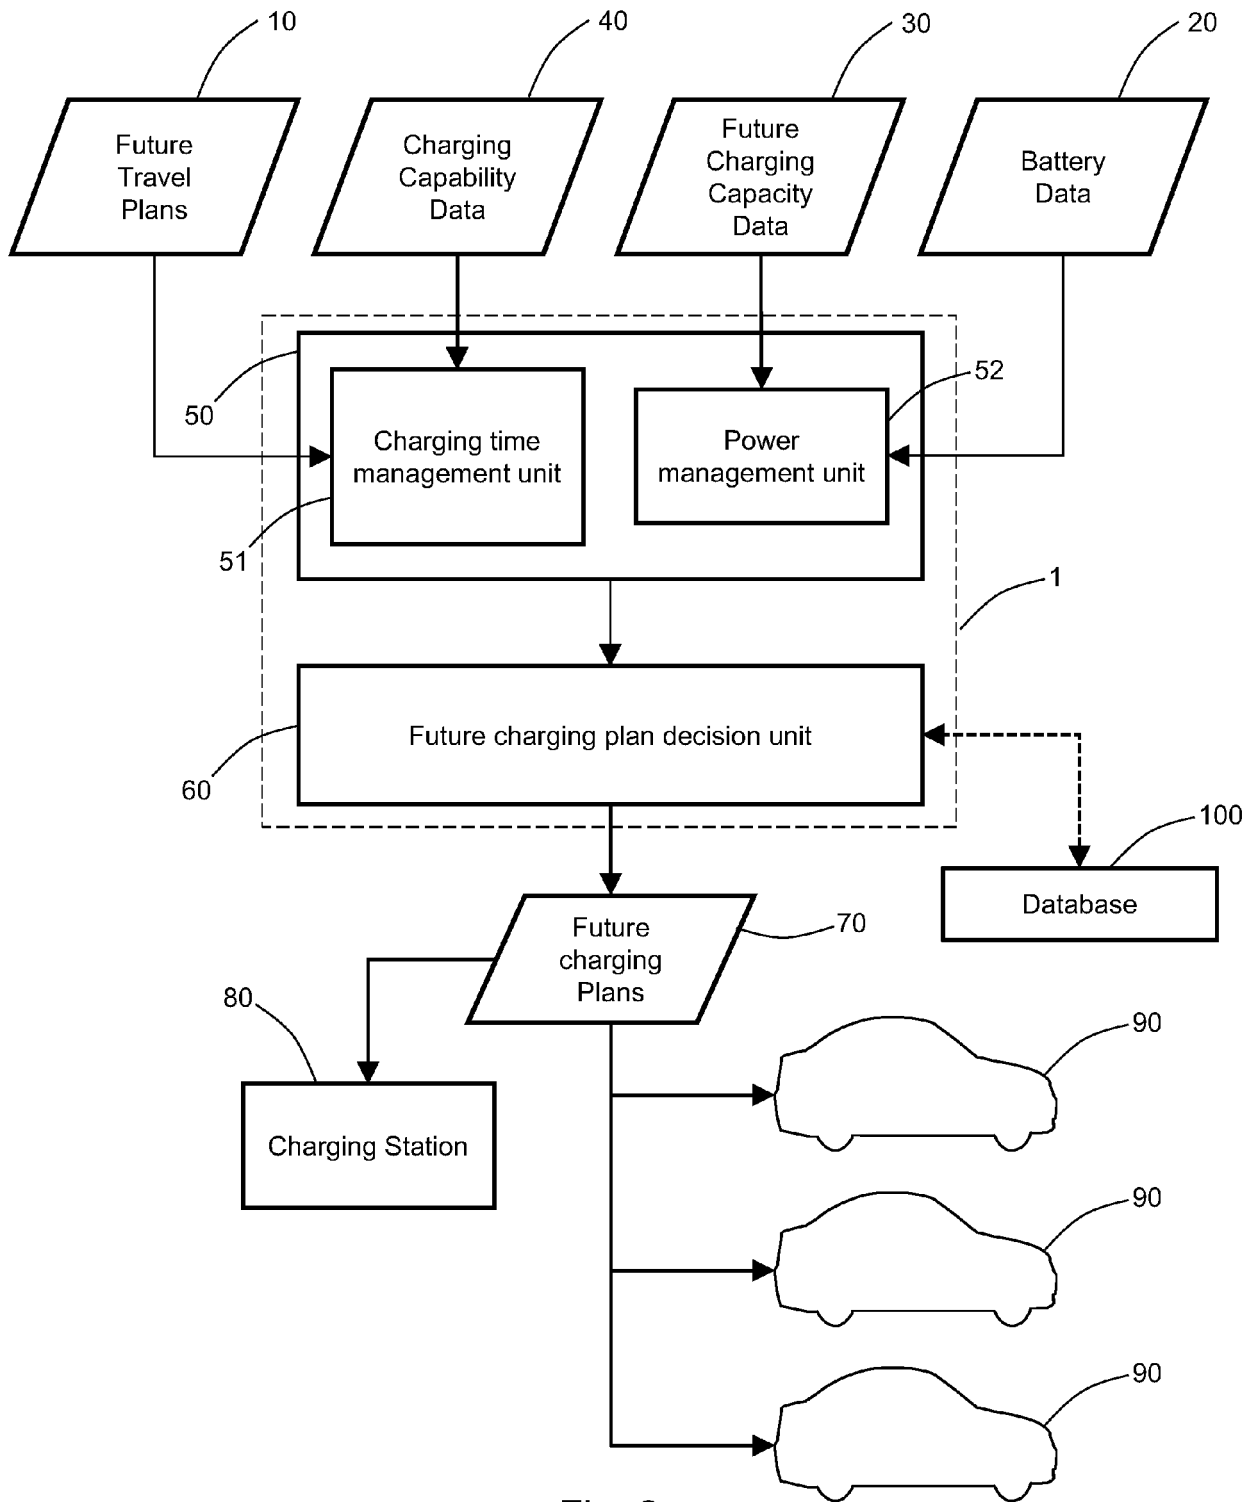 10
40
30
20
Future
Travel
Plans
Charging
Capability
Data
Future
Charging
Capacity
Data
Battery
Data
50
52
Charging time
management unit
Power
management unit
51
1
Future charging plan decision unit
60
100
Database
Future
charging
Plans
70
80
90
Charging Station
90
90